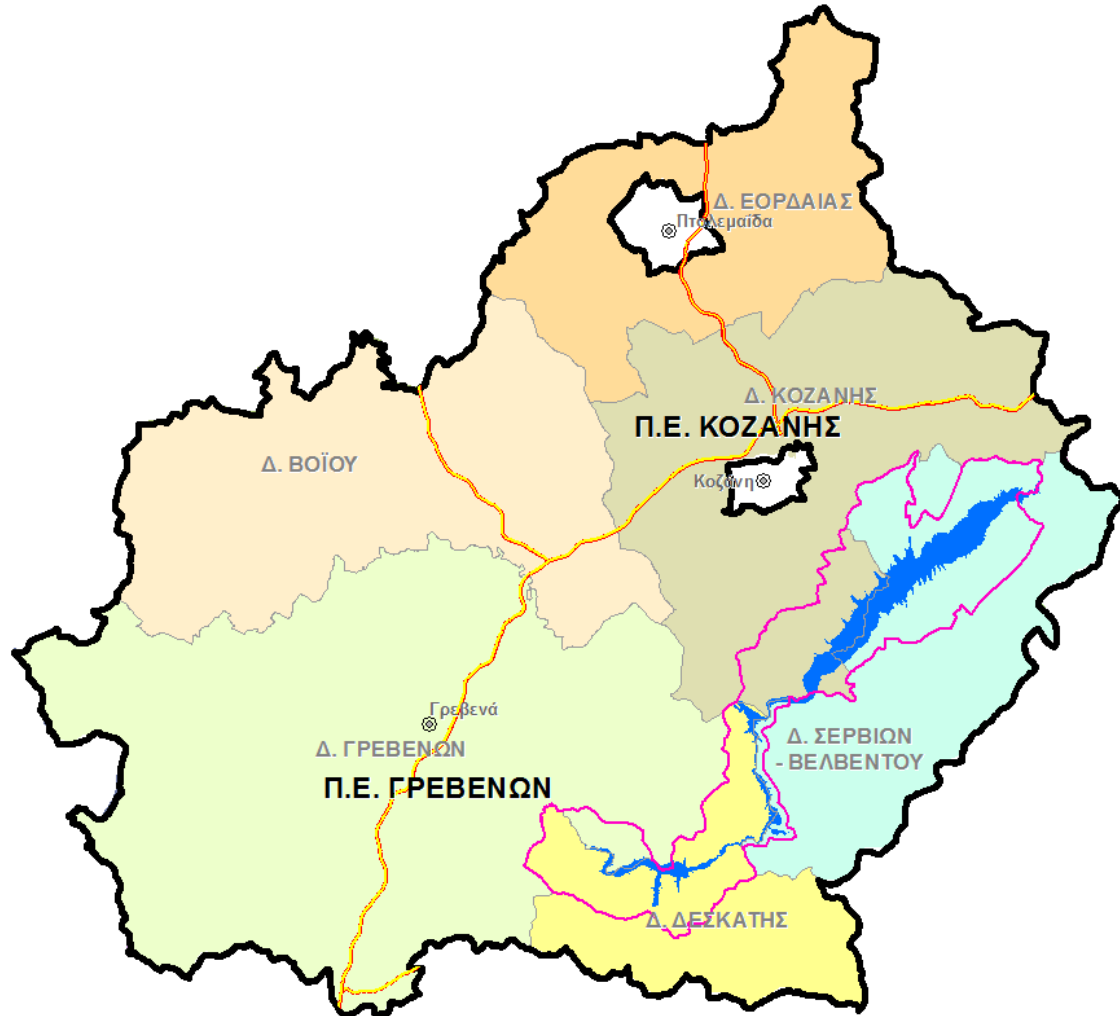 Δ. ΕΟΡΔΑΙΑΣ
Πτολεμαΐδα
Δ. ΚΟΖΑΝΗΣ
Π.Ε. ΚΟΖΑΝΗΣ
Δ. ΒΟΪΟΥ
Κοζάνη
Γρεβενά
Δ. ΓΡΕΒΕΝΩΝ
Π.Ε. ΓΡΕΒΕΝΩΝ
Δ. ΣΕΡΒΙΩΝ
- ΒΕΛΒΕΝΤΟΥ
Δ. ΔΕΣΚΑΤΗΣ